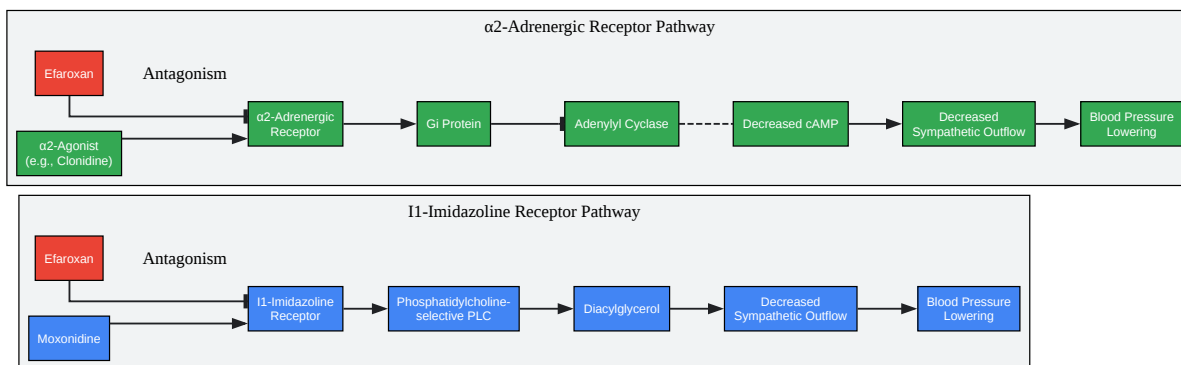 α2-Adrenergic Receptor Pathway
Efaroxan
Antagonism
α2-Adrenergic
Receptor
Gi Protein
Adenylyl Cyclase
Decreased cAMP
Decreased
Sympathetic Outflow
Blood Pressure
Lowering
α2-Agonist
(e.g., Clonidine)
I1-Imidazoline Receptor Pathway
Efaroxan
Antagonism
I1-Imidazoline
Receptor
Phosphatidylcholine-
selective PLC
Diacylglycerol
Decreased
Sympathetic Outflow
Blood Pressure
Lowering
Moxonidine